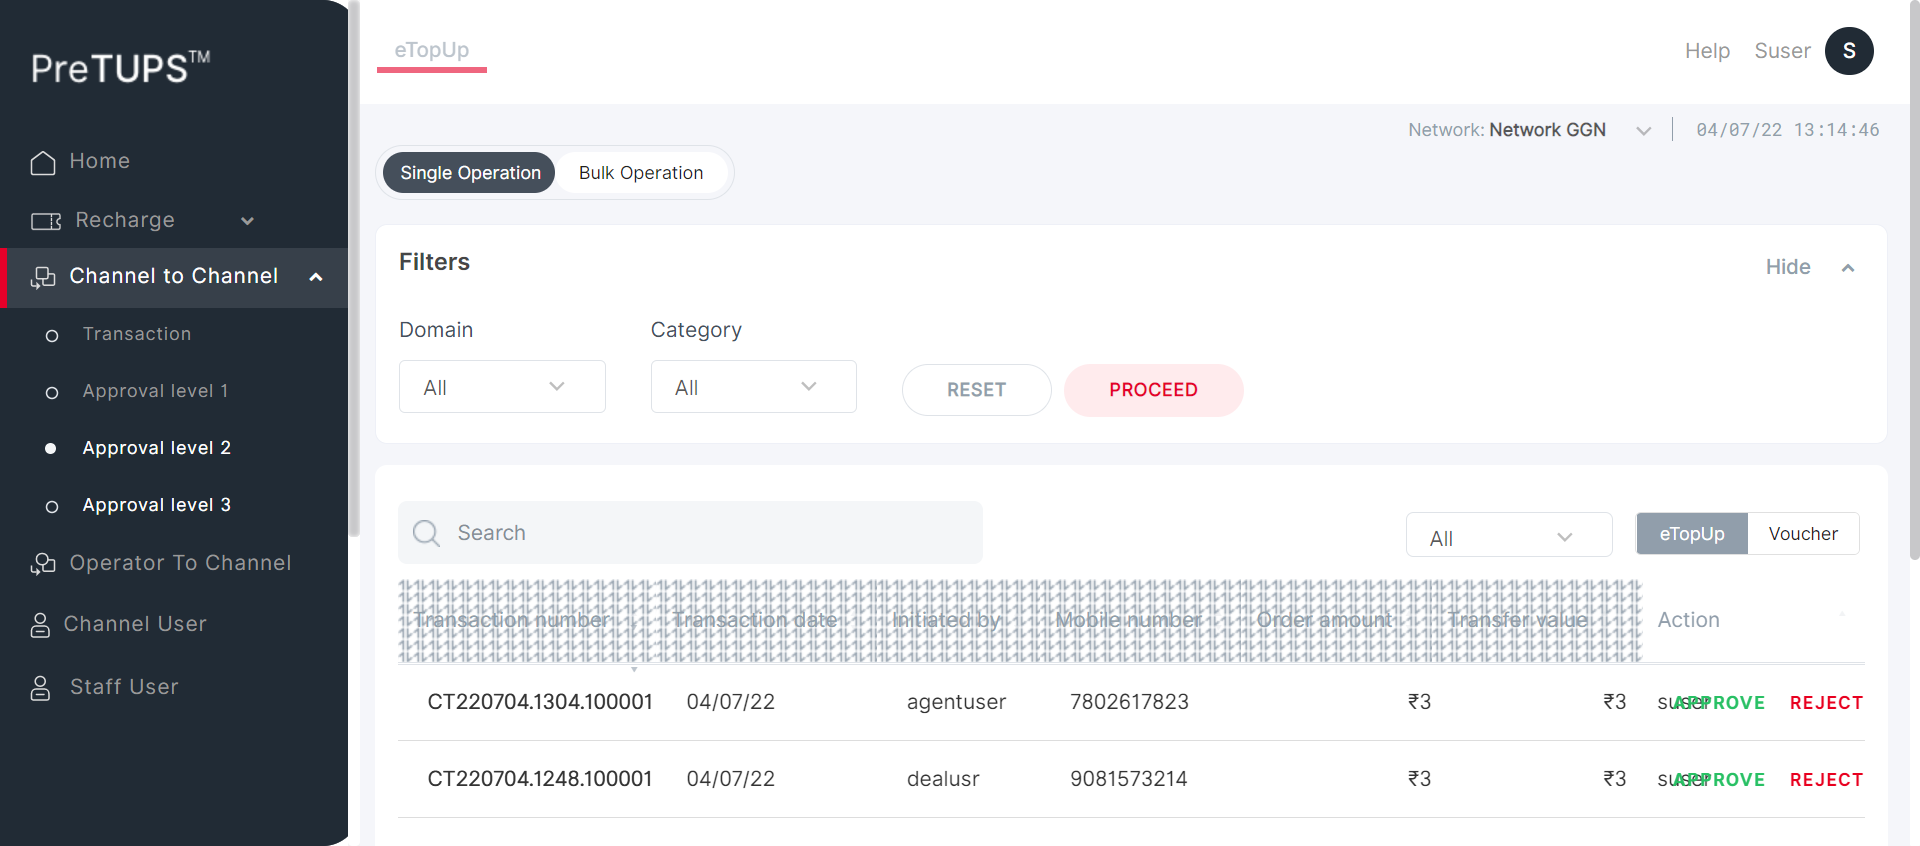 PreTUPS™
Home
Recharge
Channel to Channel
Transaction
Approval level 1
Approval level 2
Approval level 3
Operator To Channel
Channel User
Staff User
eTopUp
Help Suser S
Network: Network GGN 04/07/22 13:14:46
Single Operation Bulk Operation
Filters
Hide
Domain Category
All All RESET PROCEED
Search All eTopUp Voucher
Transaction number Transaction date Initiated by Mobile number Order amount Transfer value Action
CT220704.1304.100001 04/07/22 agentuser 7802617823 ₹3 ₹3 suser APPROVE REJECT
CT220704.1248.100001 04/07/22 dealusr 9081573214 ₹3 ₹3 suser APPROVE REJECT